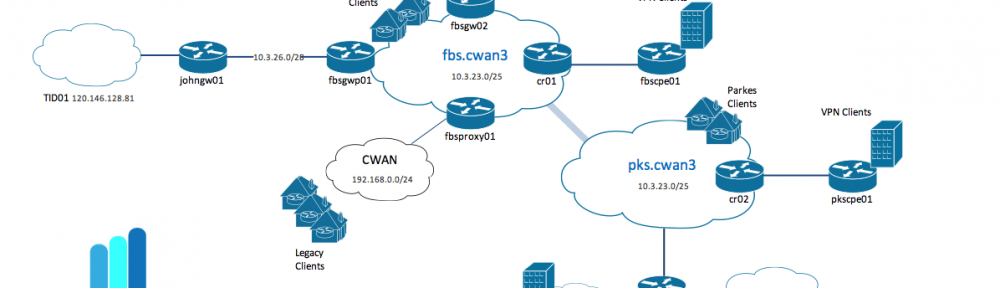 Clients
fbsgw02
VPN Clients
fbs.cwan3
10.3.23.0/25
johngw01
10.3.26.0/28
fbsgwp01
cr01
fbscpe01
TID01 120.146.128.81
Parkes
Clients
VPN Clients
fbsproxy01
CWAN
192.168.0.0/24
pks.cwan3
10.3.23.0/25
cr02
pkscpe01
Legacy
Clients